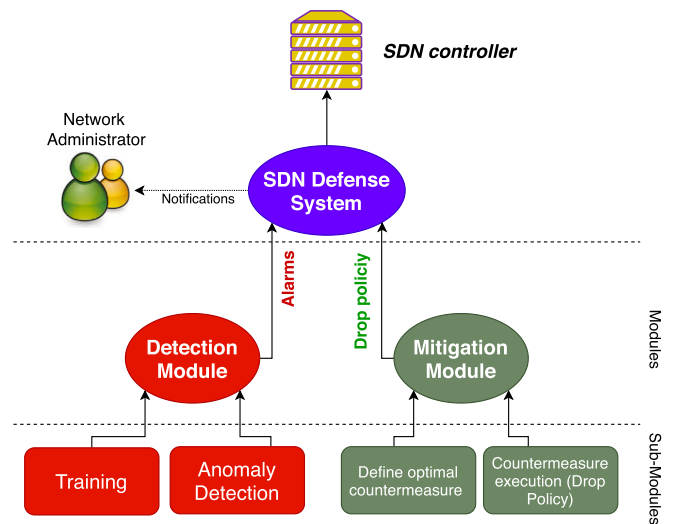 SDN controller
Network
Administrator
SDN Defense
System
Notifications
Alarms
Drop policiy
Modules
Detection
Module
Mitigation
Module
Sub-Modules
Training
Anomaly
Detection
Define optimal
countermeasure
Countermeasure
execution (Drop
Policy)